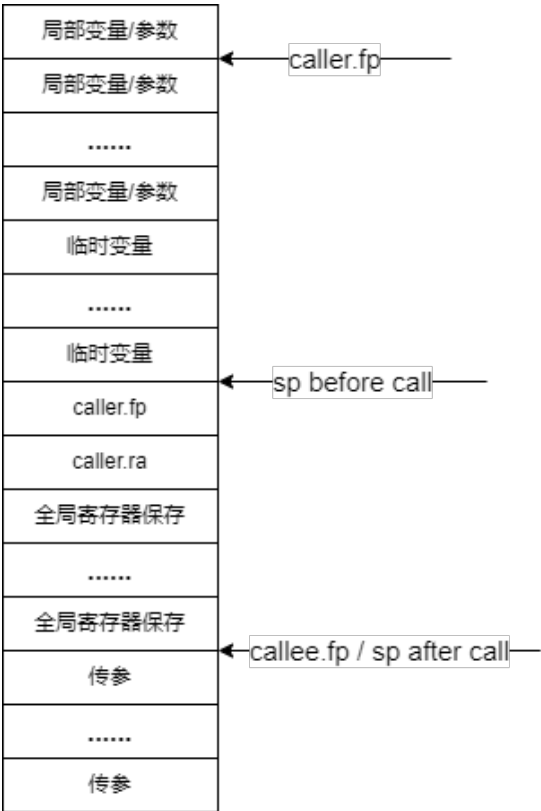 局部变量/参数
caller.fp
局部变量/参数
......
局部变量/参数
临时变量
......
临时变量
sp before call
caller.fp
caller.ra
全局寄存器保存
......
全局寄存器保存
callee.fp / sp after call
传参
......
传参